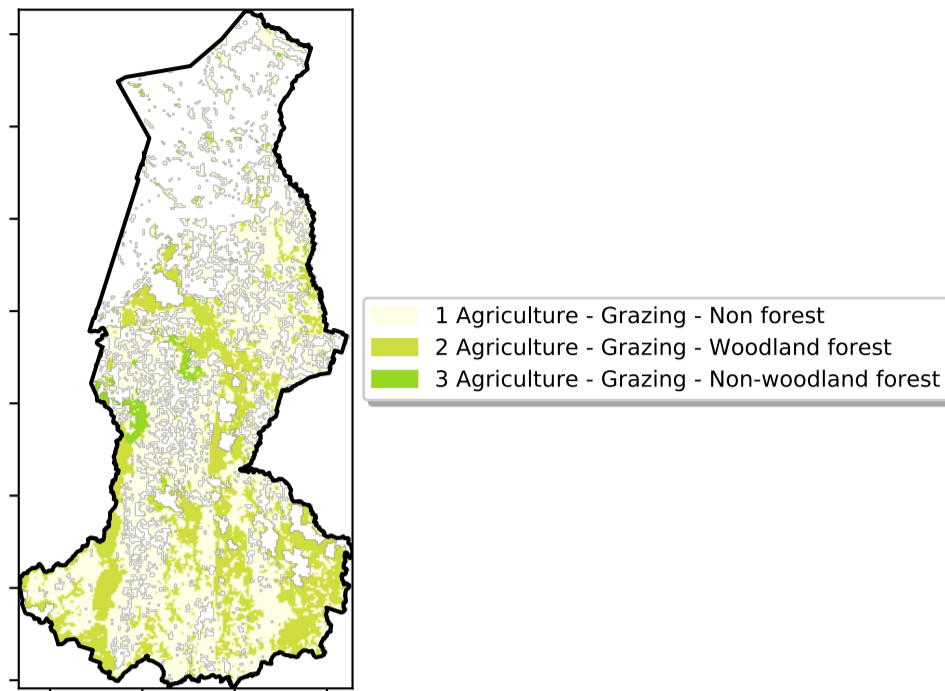 1 Agriculture - Grazing - Non forest
2 Agriculture - Grazing - Woodland forest
3 Agriculture - Grazing - Non-woodland forest